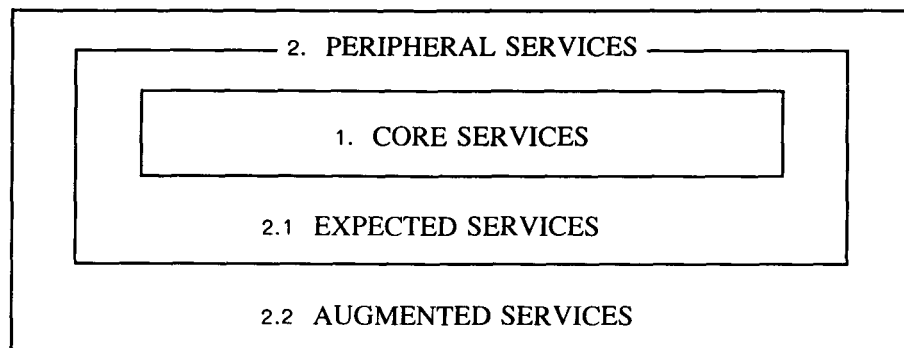 2. PERIPHERAL SERVICES
1. CORE SERVICES
2.1 EXPECTED SERVICES
2.2 AUGMENTED SERVICES